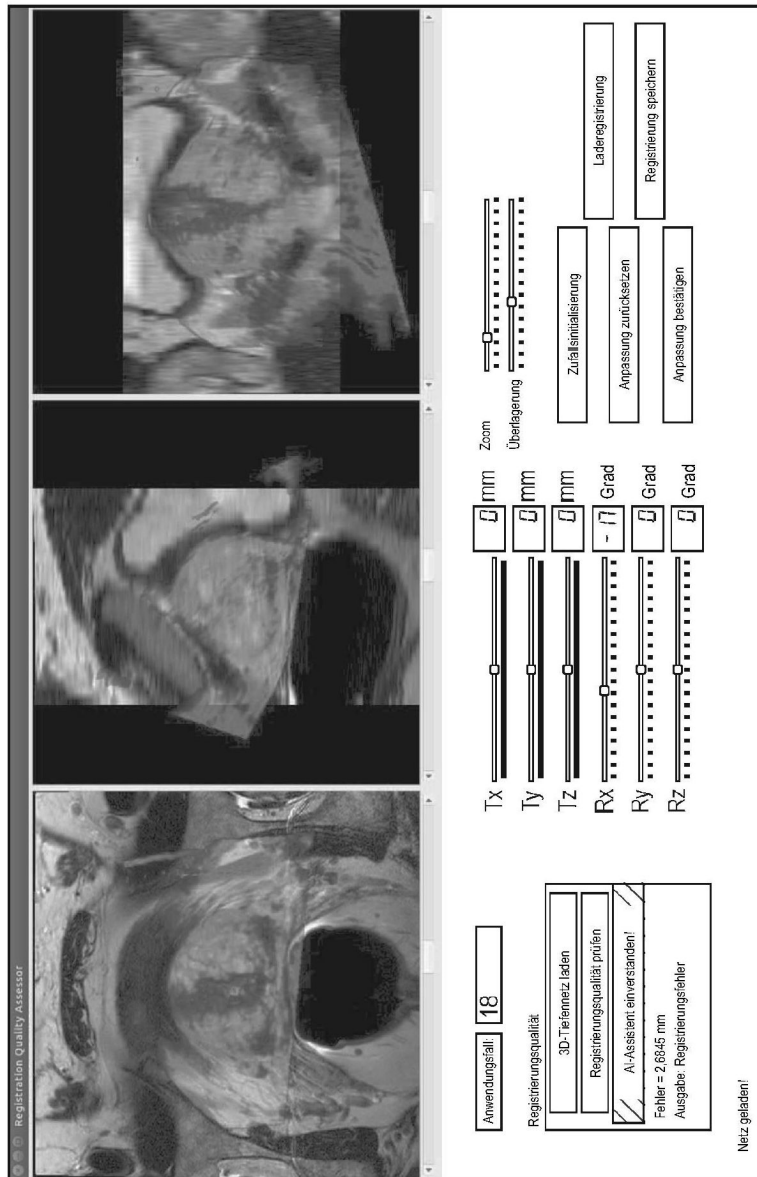 Registration Quality Assessor
Anwendungsfall:
18
Registrierungsqualität
3D-Tiefennetz laden
Registrierungsqualität prüfen
AI-Assistent einverstanden!
Fehler = 2,6845 mm
Ausgabe: Registrierungsfehler
Netz geladen!
Tx
0 mm
Ty
0 mm
Tz
0 mm
Rx
-17 Grad
Ry
0 Grad
Rz
0 Grad
Zoom
Überlagerung
Zufallsinitialisierung
Laderegistrierung
Anpassung zurücksetzen
Registrierung speichern
Anpassung bestätigen